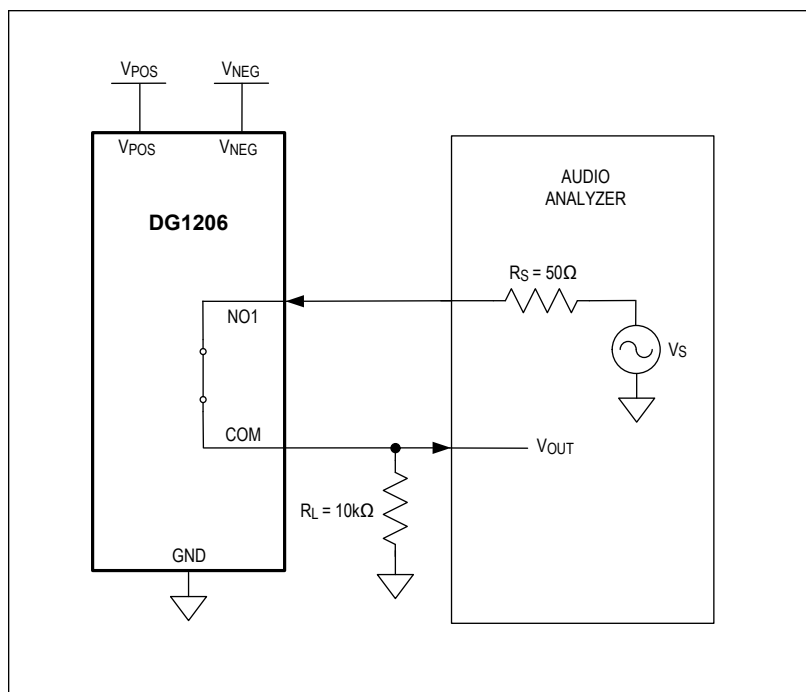 VPOS
VNEG
VPOS
VNEG
DG1206
AUDIO
ANALYZER
RS = 50Ω
NO1
VS
COM
VOUT
RL = 10kΩ
GND